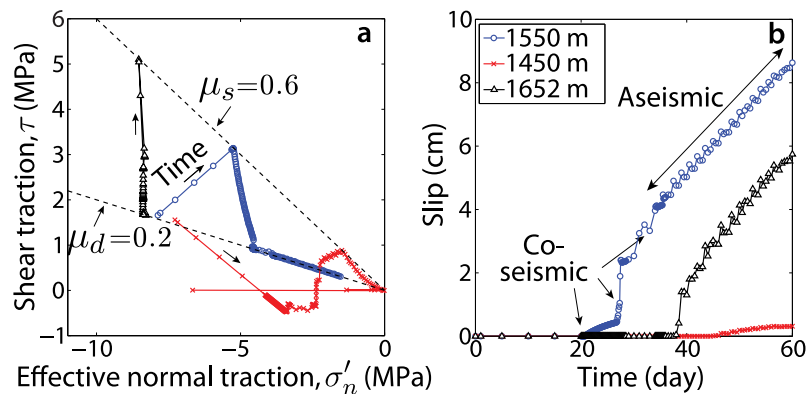 a
6
5
4
3
2
1
0
−1
−10
−5
0
Shear traction, τ (MPa)
Effective normal traction, σ′n (MPa)
μs=0.6
μd=0.2
Time
b
1550 m
1450 m
1652 m
Aseismic
Co-
seismic
10
8
6
4
2
0
0
20
40
60
Slip (cm)
Time (day)